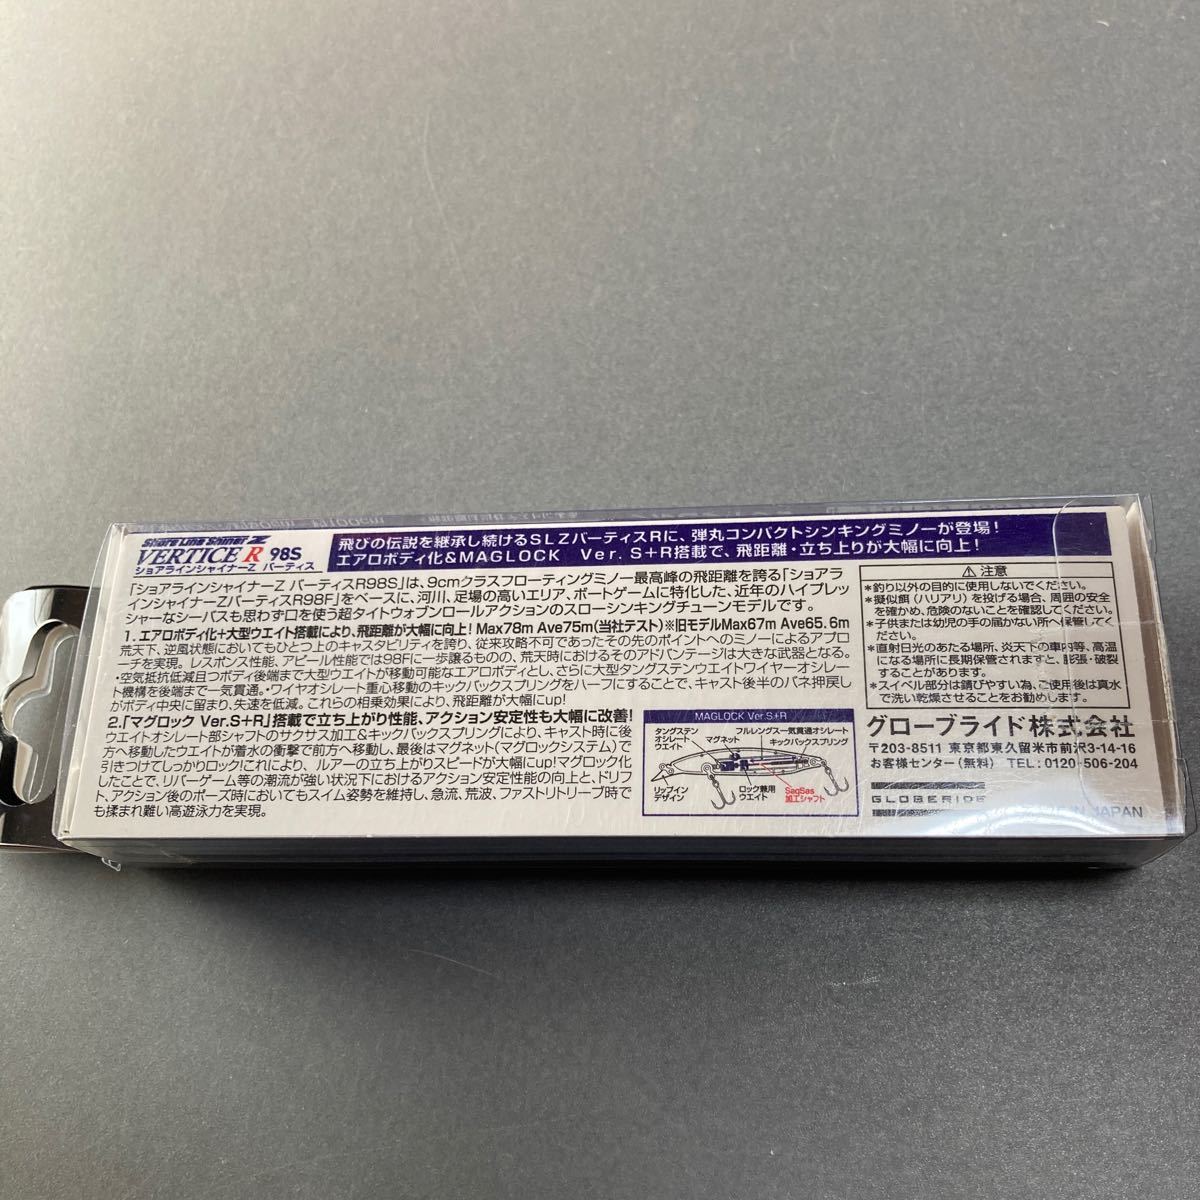 Shore Line Shiner Z
VERTICE R 98S
ショアラインシャイナーZ バーティス
飛びの伝説を継承し続けるSLZバーティスRに、弾丸コンパクトシンキングミノーが登場!
エアロボディ化&MAGLOCK Ver. S+R搭載で、飛距離・立ち上りが大幅に向上!
「ショアラインシャイナーZ バーティスR98S」は、9cmクラスフローティングミノー最高峰の飛距離を誇る「ショアラ
インシャイナーZバーティスR98F」をベースに、河川、足場の高いエリア、ボートゲームに特化した、近年のハイプレッ
シャーなシーバスも思わず口を使う超タイトウォブンロールアクションのスローシンキングチューンモデルです。
1. エアロボディ化+大型ウエイト搭載により、飛距離が大幅に向上! Max78m Ave75m(当社テスト)※旧モデルMax67m Ave65.6m
荒天下、逆風状態においてもひとつ上のキャスタビリティを誇り、従来攻略不可であったその先のポイントへのミノーによるアプロ
ーチを実現。レスポンス性能、アピール性能では98Fに一歩譲るものの、荒天時におけるそのアドバンテージは大きな武器となる。
・空気抵抗低減且つボディ後端まで大型ウエイトが移動可能なエアロボディとし、さらに大型タングステンウエイトワイヤーオシレー
ト機構を後端まで一気貫通。・ワイヤオシレート重心移動のキックバックスプリングをハーフにすることで、キャスト後半のバネ押戻し
がボディ中央に留まり、失速を低減。これらの相乗効果により、飛距離が大幅にup!
2.「マグロック Ver.S+R」搭載で立ち上がり性能、アクション安定性も大幅に改善!
ウエイトオシレート部シャフトのサクサス加工&キックバックスプリングにより、キャスト時に後
方へ移動したウエイトが着水の衝撃で前方へ移動し、最後はマグネット(マグロックシステム)で
引きつけてしっかりロック!これにより、ルアーの立ち上がりスピードが大幅にup!マグロック化
したことで、リバーゲーム等の潮流が強い状況下におけるアクション安定性能の向上と、ドリフ
ト、アクション後のポーズ時においてもスイム姿勢を維持し、急流、荒波、ファストリトリーブ時で
も揉まれ難い高遊泳力を実現。
MAGLOCK Ver.S+R
タングステン
オシレート
ウエイト
マグネット
フルレングス一気貫通オシレート
キックバックスプリング
リップイン
デザイン
ロック兼用
ウエイト
SaqSas
加工シャフト
⚠ 注意
*釣り以外の目的に使用しないでください。
*擬似餌(ハリアリ)を投げる場合、周囲の安全
を確かめ、危険のないことを確認してください。
*子供または幼児の手の届かない所へ保管してく
ださい。
*直射日光のあたる場所、炎天下の車内等、高温
になる場所に長期保管されますと、膨張・破裂
することがあります。
*スイベル部分は錆びやすい為、ご使用後は真水
で洗い乾燥させることをお勧めします。
グローブライド株式会社
〒203-8511 東京都東久留米市前沢3-14-16
お客様センター(無料) TEL:0120-506-204
GLOBERIDE
IN JAPAN